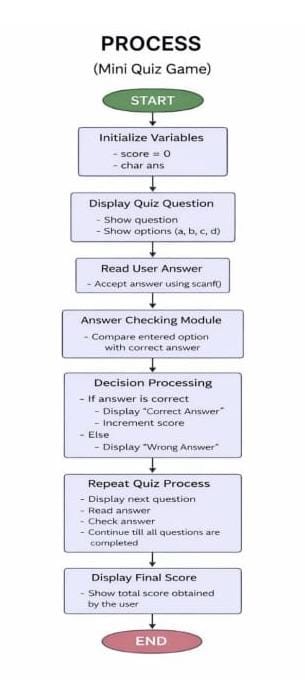 PROCESS
(Mini Quiz Game)
START
Initialize Variables
- score = 0
- char ans
Display Quiz Question
- Show question
- Show options (a, b, c, d)
Read User Answer
- Accept answer using scanf()
Answer Checking Module
- Compare entered option
with correct answer
Decision Processing
- If answer is correct
- Display “Correct Answer”
- Increment score
- Else
- Display “Wrong Answer”
Repeat Quiz Process
- Display next question
- Read answer
- Check answer
- Continue till all questions are
completed
Display Final Score
- Show total score obtained
by the user
END